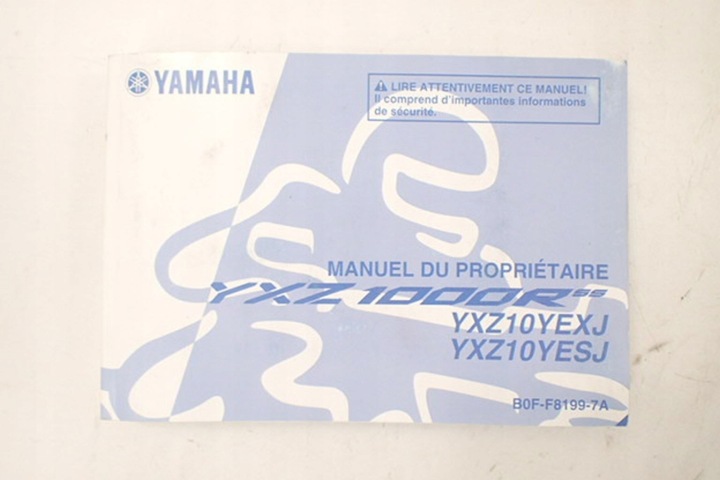 YAMAHA
⚠ LIRE ATTENTIVEMENT CE MANUEL!
Il comprend d'importantes informations
de sécurité.
MANUEL DU PROPRIÉTAIRE
YXZ1000R SS
YXZ10YEXJ
YXZ10YESJ
B0F-F8199-7A